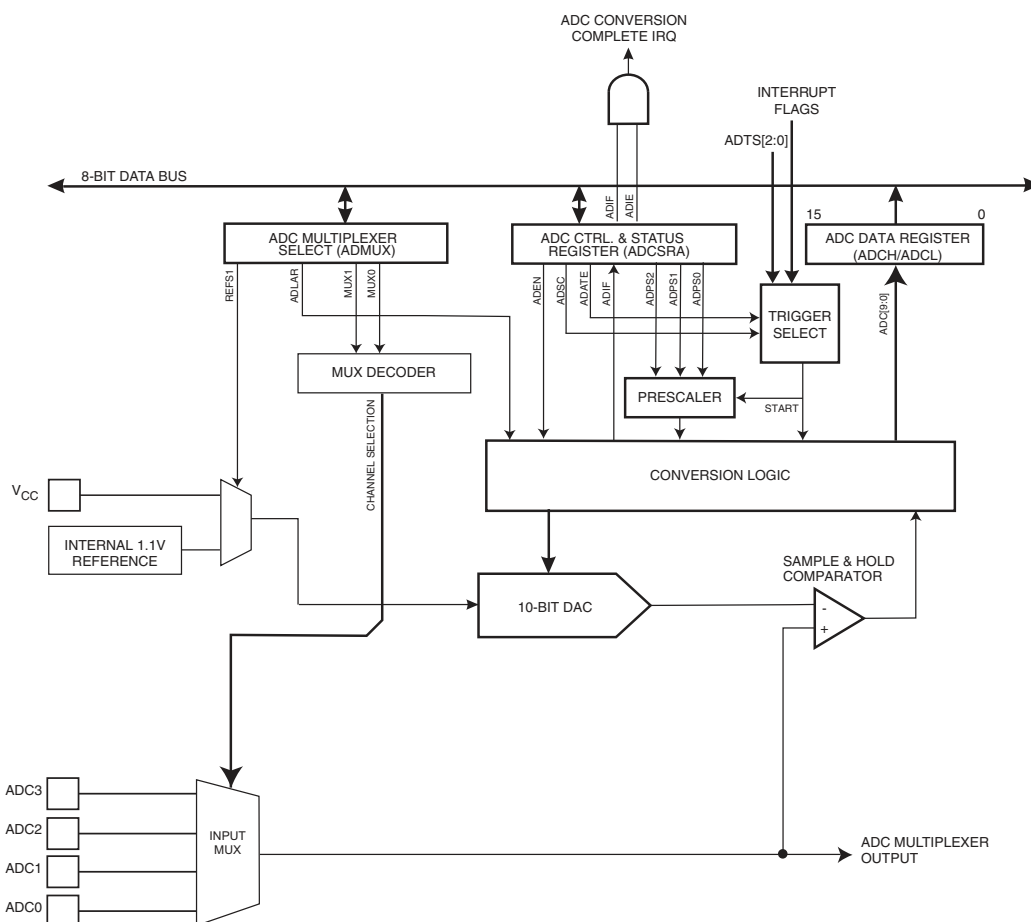 ADC CONVERSION
COMPLETE IRQ
INTERRUPT
FLAGS
ADTS[2:0]
8-BIT DATA BUS
ADIF
ADIE
15
0
ADC MULTIPLEXER
SELECT (ADMUX)
ADC CTRL. & STATUS
REGISTER (ADCSRA)
ADC DATA REGISTER
(ADCH/ADCL)
REFS1
ADLAR
MUX1
MUX0
ADEN
ADSC
ADATE
ADIF
ADPS2
ADPS1
ADPS0
ADC[9:0]
TRIGGER
SELECT
MUX DECODER
PRESCALER
START
CHANNEL SELECTION
CONVERSION LOGIC
VCC
INTERNAL 1.1V
REFERENCE
SAMPLE & HOLD
COMPARATOR
10-BIT DAC
-
+
ADC3
ADC2
ADC1
ADC0
INPUT
MUX
ADC MULTIPLEXER
OUTPUT